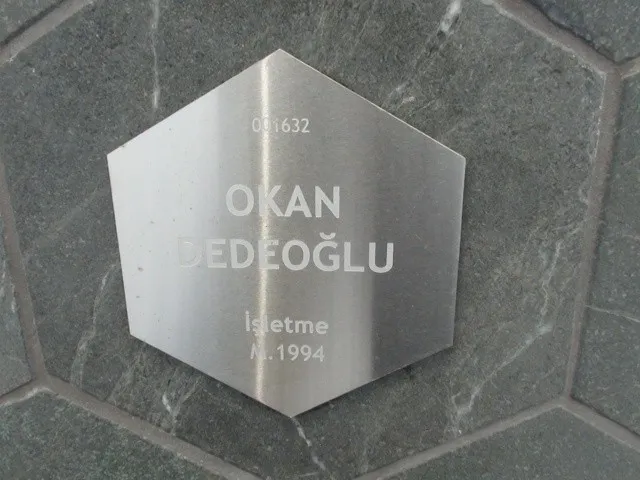 001632
OKAN
DEDEOĞLU
İşletme
M.1994